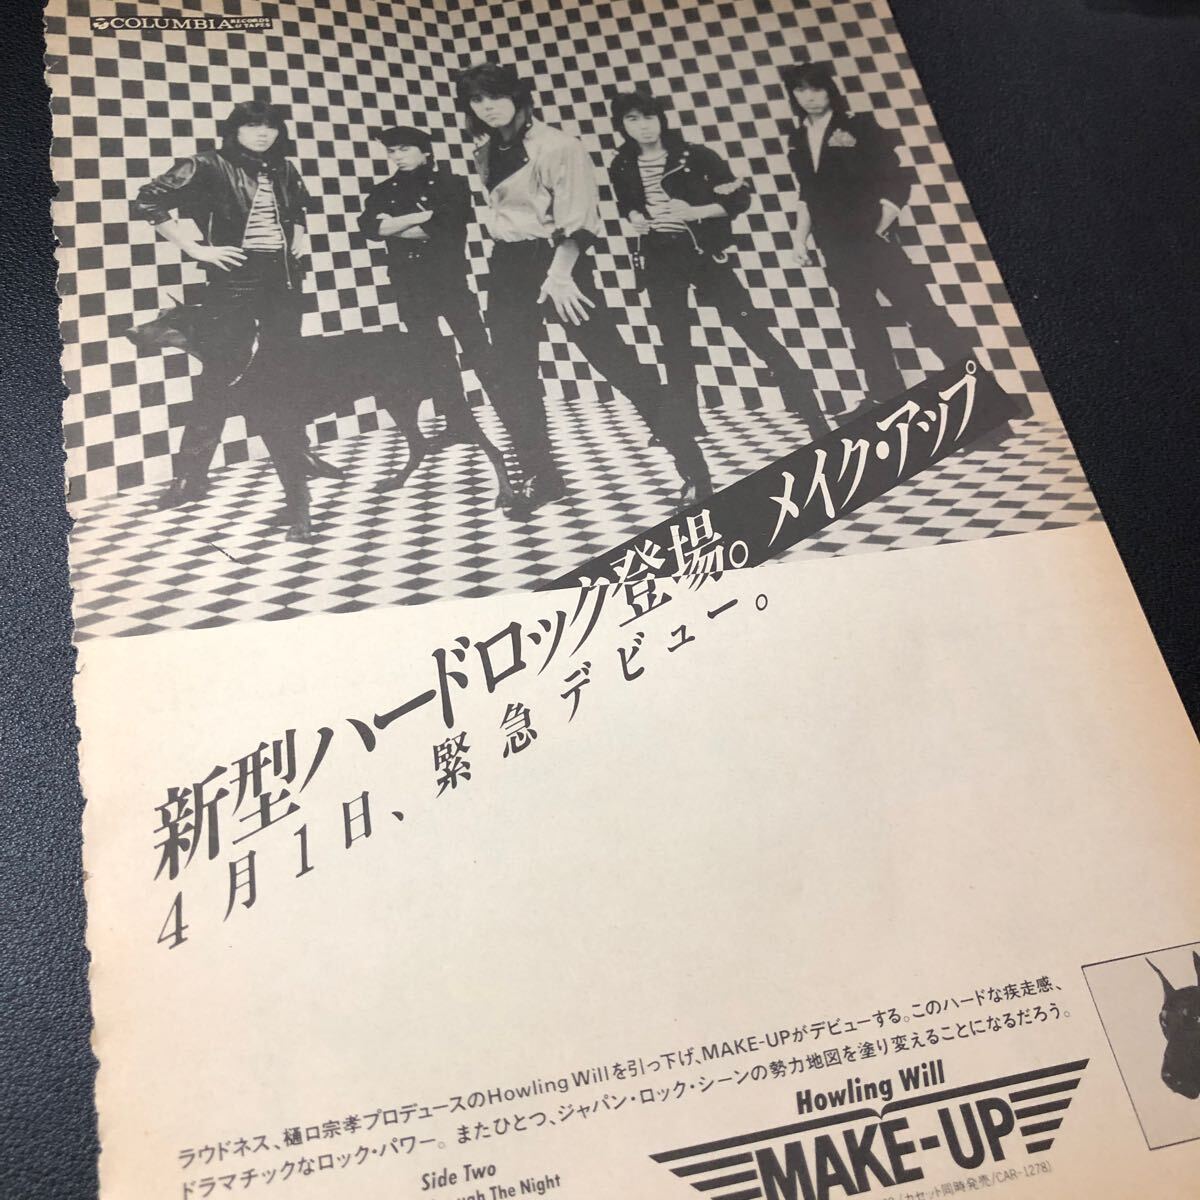 COLUMBIA RECORDS & TAPES
新型ハードロック登場。メイク・アップ
4月1日、緊急デビュー。
ラウドネス、樋口宗孝プロデュースのHowling Willを引っ下げ、MAKE-UPがデビューする。このハードな疾走感、
ドラマチックなロック・パワー。またひとつ、ジャパン・ロック・シーンの勢力地図を塗り変えることになるだろう。
Howling Will
MAKE-UP
Side Two
The Night
カセット同時発売/CAR-1278)